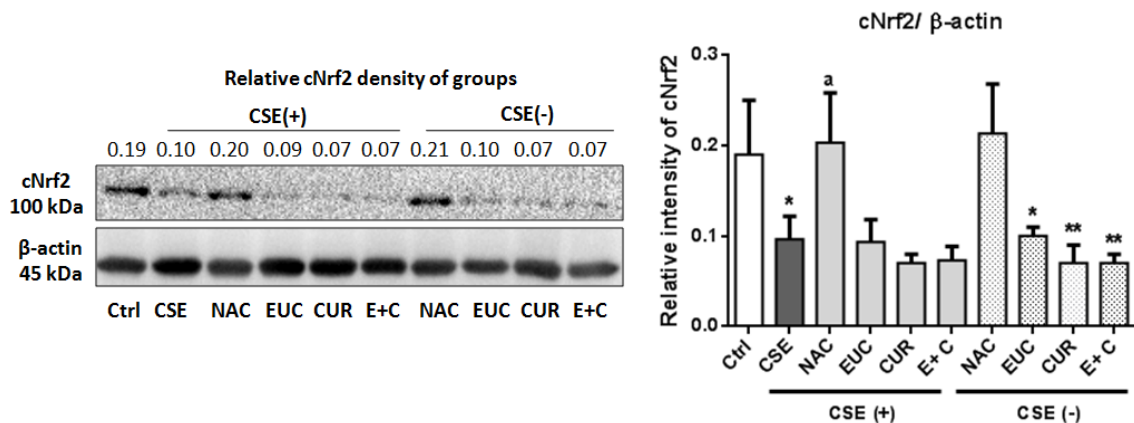 Relative cNrf2 density of groups
CSE(+) CSE(-)
0.19 0.10 0.20 0.09 0.07 0.07 0.21 0.10 0.07 0.07
cNrf2
100 kDa
β-actin
45 kDa
Ctrl CSE NAC EUC CUR E+C NAC EUC CUR E+C
cNrf2/ β-actin
Relative intensity of cNrf2
0.3
0.2
0.1
0.0
* a * ** **
Ctrl CSE NAC EUC CUR E+ C NAC EUC CUR E+ C
CSE (+) CSE (-)